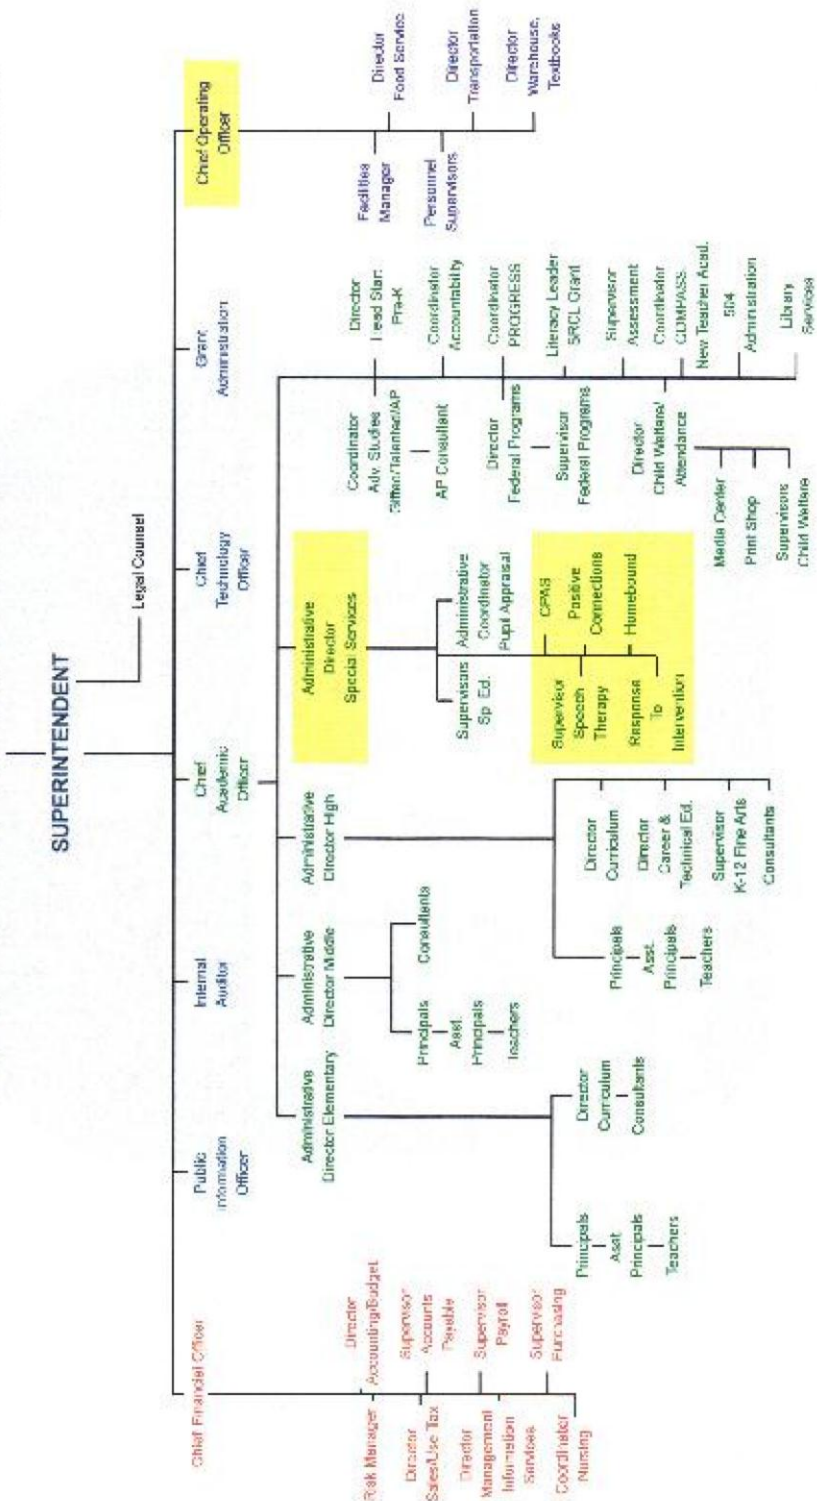 SUPERINTENDENT
Legal Counsel
Chief Financial Officer
Public
Information
Officer
Internal
Auditor
Chief
Academic
Officer
Chief
Technology
Officer
Grant
Administration
Chief Operating
Officer
Risk Manager
Director
Accounting/Budget
Director
Sales/Use Tax
Supervisor
Accounts
Payable
Director
Management
Information
Services
Supervisor
Payroll
Coordinator
Nursing
Supervisor
Purchasing
Administrative
Director Elementary
Principals
Asst
Principals
Teachers
Director
Curriculum
Consultants
Administrative
Director Middle
Principals
Asst.
Principals
Teachers
Consultants
Administrative
Director High
Principals
Asst.
Principals
Teachers
Director
Curriculum
Director
Career &
Technical Ed.
Supervisor
K-12 Fine Arts
Consultants
Administrative
Director
Special Services
Supervisors
Sp Ed.
Administrative
Coordinator
Pupil Appraisal
Supervisor
Speech
Therapy
CPAS
Positive
Connections
Response
To
Intervention
Homebound
Coordinator
Adv. Studies
Gifted/Talented/AP
AP Consultant
Director
Head Start
Pre-K
Coordinator
Accountability
Director
Federal Programs
Supervisor
Federal Programs
Coordinator
PROGRESS
Literacy Leader
SRCL Grant
Supervisor
Assessment
Director
Child Welfare/
Attendance
Media Center
Print Shop
Supervisors
Child Welfare
Coordinator
COMPASS
New Teacher Acad.
504
Administration
Library
Services
Facilities
Manager
Director
Food Service
Personnel
Supervisors
Director
Transportation
Director
Warehouse,
Textbooks